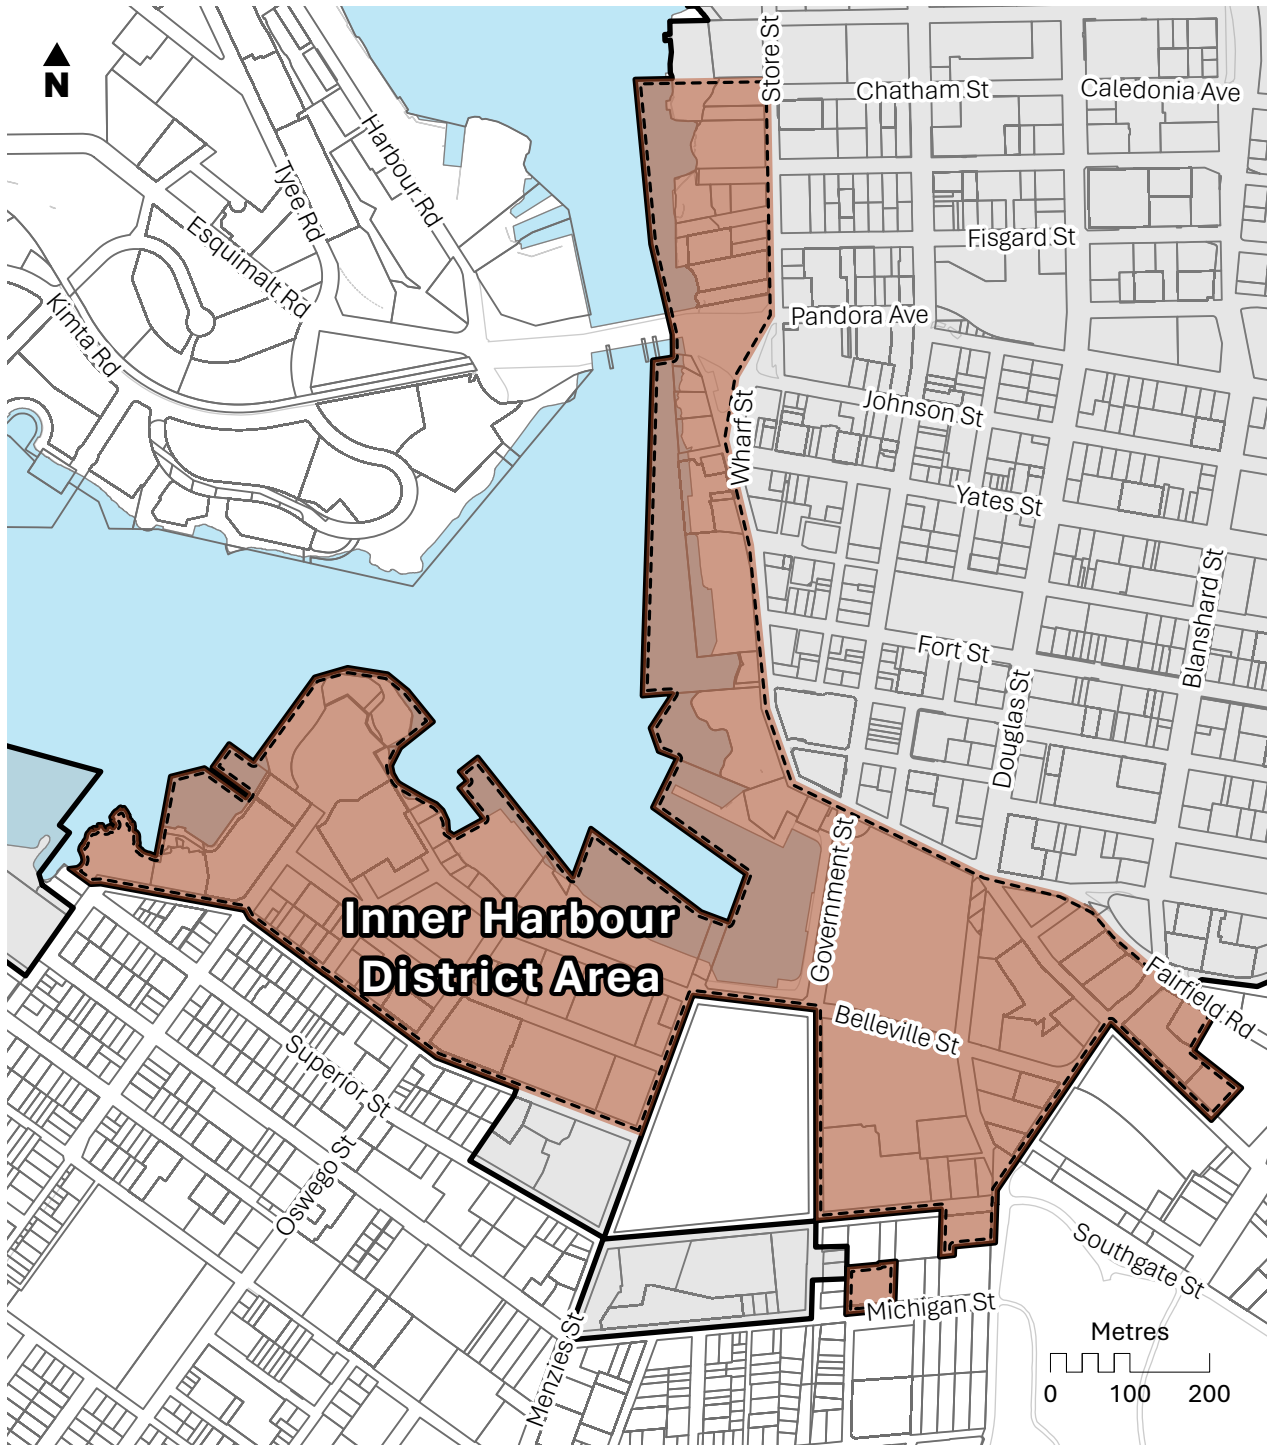 N
Store St
Chatham St
Caledonia Ave
Harbour Rd
Tyee Rd
Esquimalt Rd
Kimta Rd
Fisgard St
Pandora Ave
Johnson St
Wharf St
Yates St
Blanshard St
Fort St
Douglas St
Government St
Inner Harbour
District Area
Fairfield Rd
Belleville St
Superior St
Oswego St
Southgate St
Michigan St
Menzies St
Metres
0 100 200